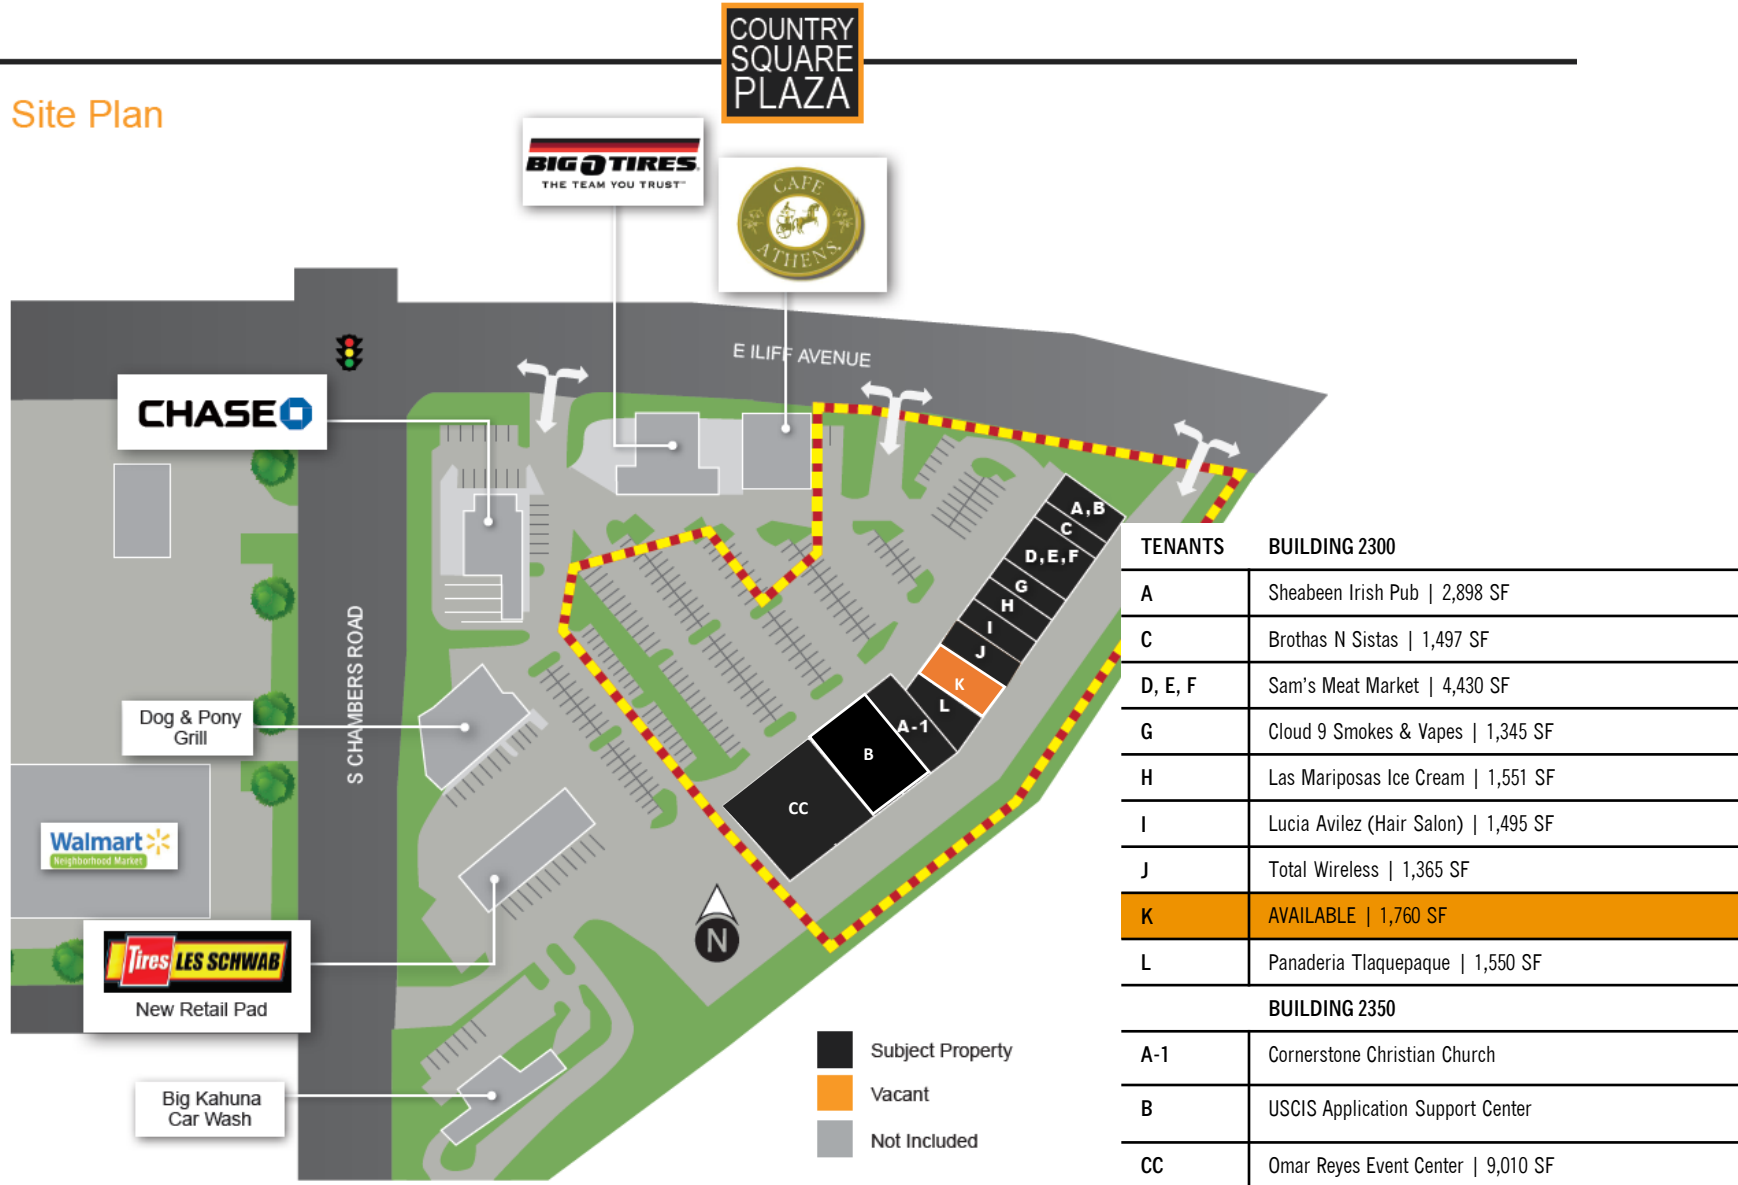 COUNTRY
SQUARE
PLAZA
Site Plan
BIG O TIRES
THE TEAM YOU TRUST™
CAFE
ATHENS
E ILIFF AVENUE
CHASE
S CHAMBERS ROAD
Dog & Pony
Grill
Walmart
Neighborhood Market
Tires LES SCHWAB
New Retail Pad
Big Kahuna
Car Wash
A,B
C
D,E,F
G
H
I
J
K
L
A-1
B
CC
N
Subject Property
Vacant
Not Included
TENANTS BUILDING 2300
A Sheabeen Irish Pub | 2,898 SF
C Brothas N Sistas | 1,497 SF
D, E, F Sam's Meat Market | 4,430 SF
G Cloud 9 Smokes & Vapes | 1,345 SF
H Las Mariposas Ice Cream | 1,551 SF
I Lucia Avilez (Hair Salon) | 1,495 SF
J Total Wireless | 1,365 SF
K AVAILABLE | 1,760 SF
L Panaderia Tlaquepaque | 1,550 SF
BUILDING 2350
A-1 Cornerstone Christian Church
B USCIS Application Support Center
CC Omar Reyes Event Center | 9,010 SF